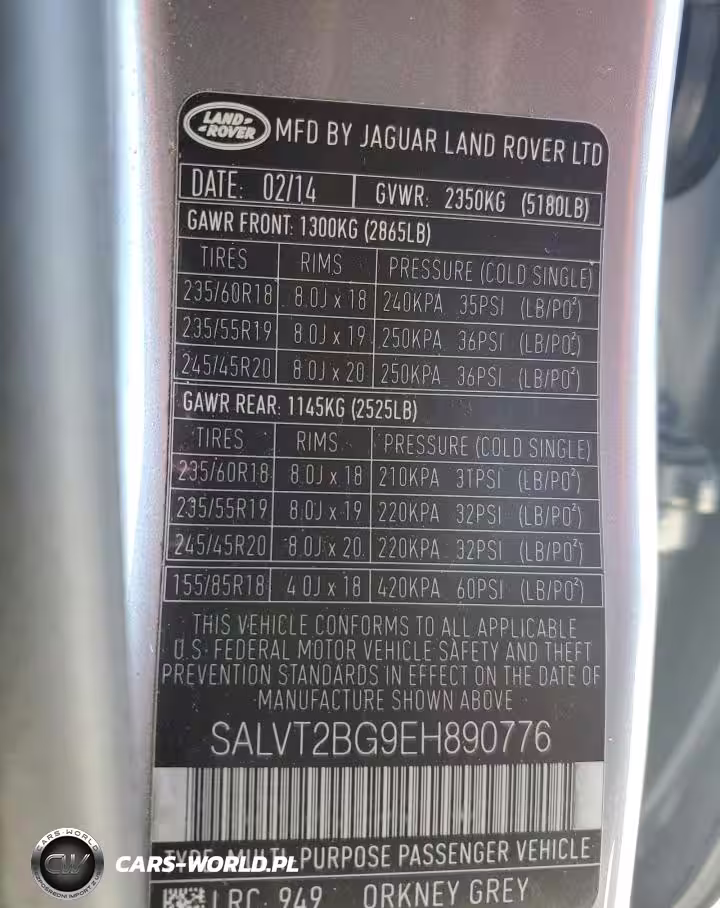 LAND-
-ROVER
MFD BY JAGUAR LAND ROVER LTD
DATE: 02/14 GVWR: 2350KG (5180LB)
GAWR FRONT: 1300KG (2865LB)
TIRES RIMS PRESSURE (COLD SINGLE)
235/60R18 8.0J x 18 240KPA 35PSI (LB/PO²)
235/55R19 8.0J x 19 250KPA 36PSI (LB/PO²)
245/45R20 8.0J x 20 250KPA 36PSI (LB/PO²)
GAWR REAR: 1145KG (2525LB)
TIRES RIMS PRESSURE (COLD SINGLE)
235/60R18 8.0J x 18 210KPA 31PSI (LB/PO²)
235/55R19 8.0J x 19 220KPA 32PSI (LB/PO²)
245/45R20 8.0J x 20 220KPA 32PSI (LB/PO²)
155/85R18 4.0J x 18 420KPA 60PSI (LB/PO²)
THIS VEHICLE CONFORMS TO ALL APPLICABLE
U.S. FEDERAL MOTOR VEHICLE SAFETY AND THEFT
PREVENTION STANDARDS IN EFFECT ON THE DATE OF
MANUFACTURE SHOWN ABOVE
SALVT2BG9EH890776
TYPE: MULTI-PURPOSE PASSENGER VEHICLE
LRC: 949 ORKNEY GREY
CARS-WORLD
CW
CARS-WORLD.PL